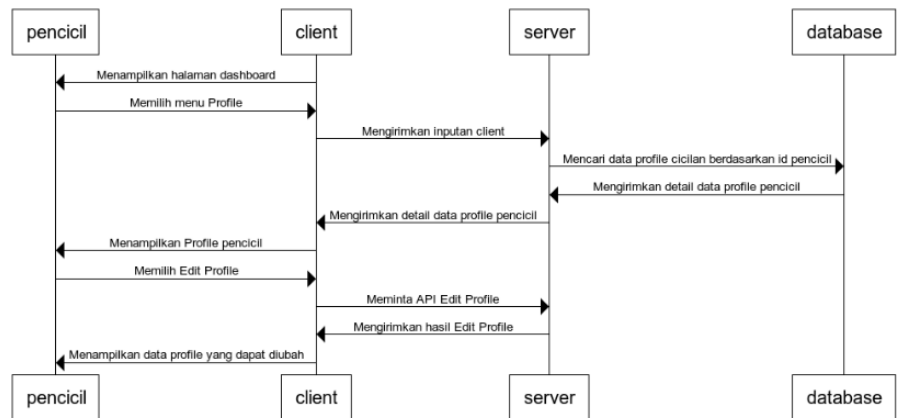 pencicil client server database
Menampilkan halaman dashboard
Memilih menu Profile
Mengirimkan inputan client
Mencari data profile cicilan berdasarkan id pencicil
Mengirimkan detail data profile pencicil
Mengirimkan detail data profile pencicil
Menampilkan Profile pencicil
Memilih Edit Profile
Meminta API Edit Profile
Mengirimkan hasil Edit Profile
Menampilkan data profile yang dapat diubah
pencicil client server database